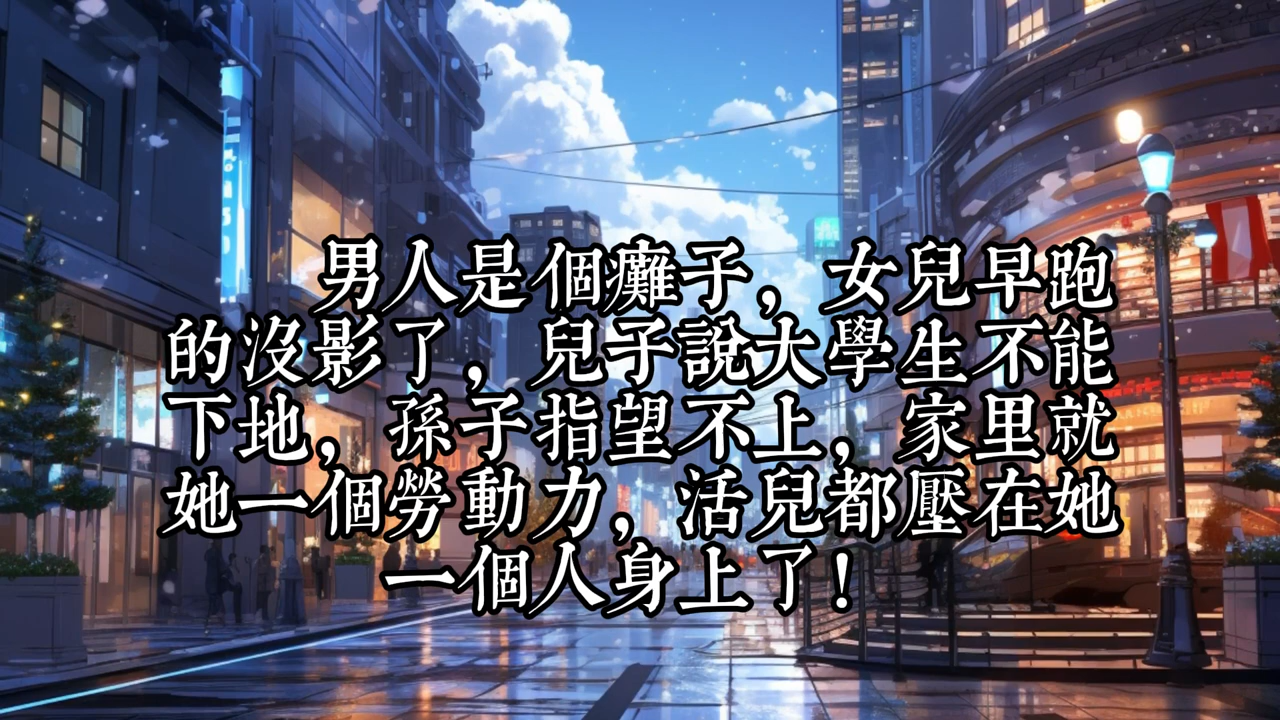 男人是個癱子，女兒早跑
的沒影了，兒子說大學生不能
下地，孫子指望不上，家里就
她一個勞動力，活兒都壓在她
一個人身上了！